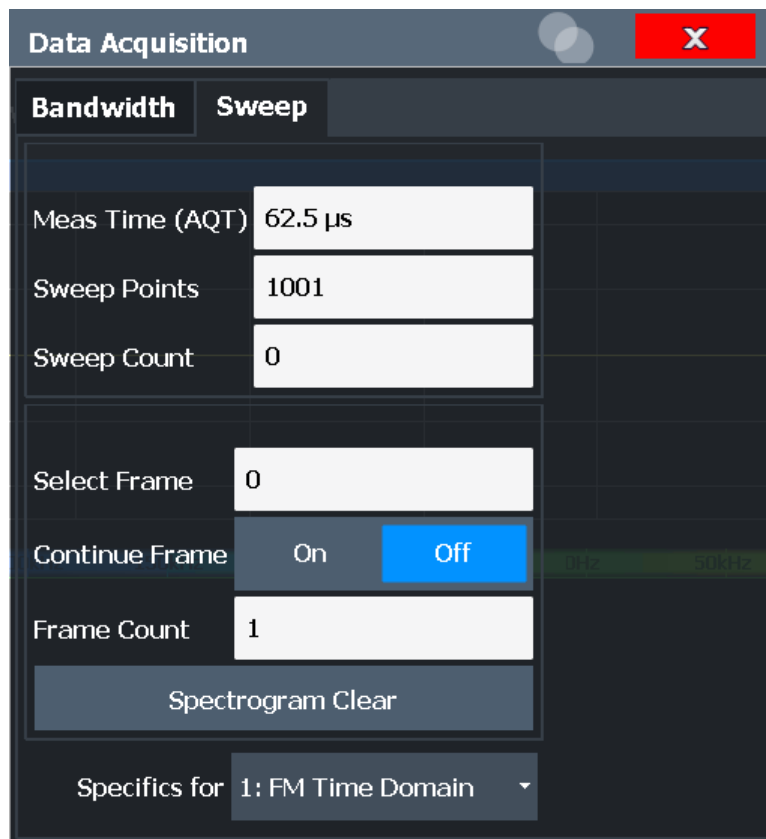 Data Acquisition
X
Bandwidth Sweep
Meas Time (AQT) 62.5 µs
Sweep Points 1001
Sweep Count 0
Select Frame 0
Continue Frame On Off
0Hz 50kHz
Frame Count 1
Spectrogram Clear
Specifics for 1: FM Time Domain